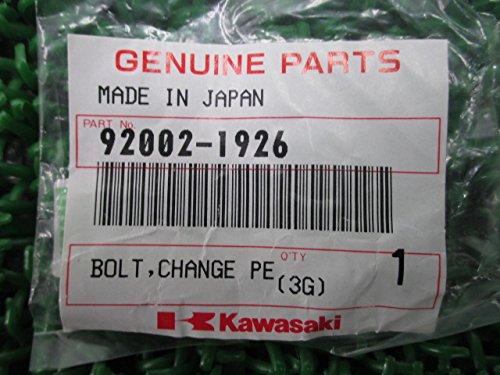 GENUINE PARTS
MADE IN JAPAN
PART No.
92002-1926
BOLT,CHANGE PE
(3G)
Q'TY
1
Kawasaki